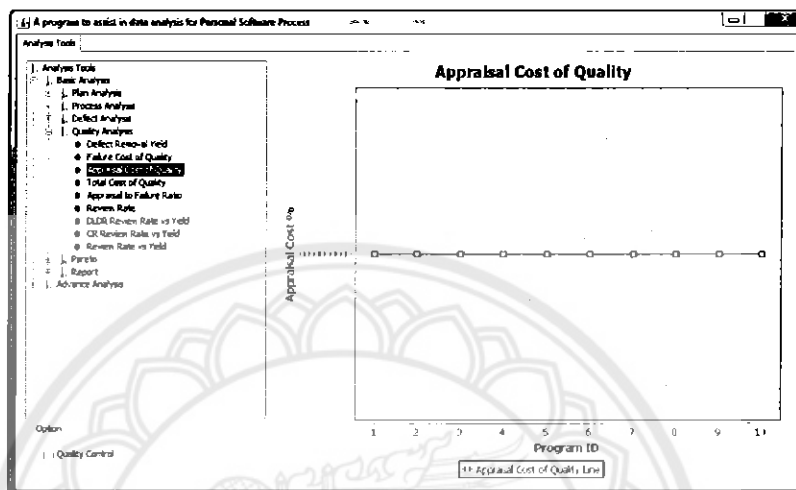 A program to assist in data analysis for Personal Software Process
Analysis Tools
Analysis Tools
Basic Analysis
Plan Analysis
Process Analysis
Defect Analysis
Quality Analysis
Defect Removal Yield
Failure Cost of Quality
Appraisal Cost of Quality
Total Cost of Quality
Appraisal to Failure Ratio
Review Rate
DLDR Review Rate vs Yield
CR Review Rate vs Yield
Review Rate vs Yield
Pareto
Report
Advance Analysis
Option
Quality Control
Appraisal Cost of Quality
Appraisal Cost %
1 2 3 4 5 6 7 8 9 10
Program ID
Appraisal Cost of Quality Line